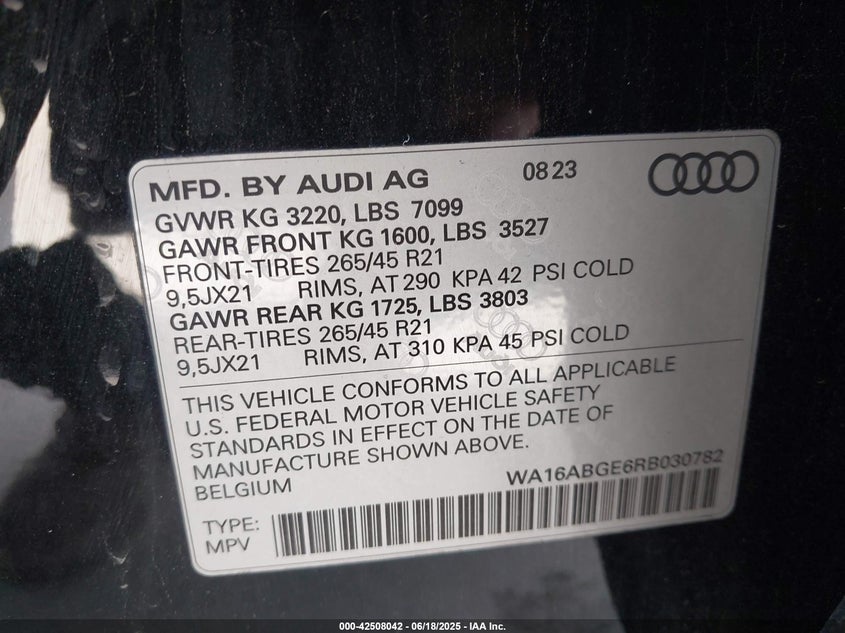 MFD. BY AUDI AG 08 23
GVWR KG 3220, LBS 7099
GAWR FRONT KG 1600, LBS 3527
FRONT-TIRES 265/45 R21
9,5JX21 RIMS, AT 290 KPA 42 PSI COLD
GAWR REAR KG 1725, LBS 3803
REAR-TIRES 265/45 R21
9,5JX21 RIMS, AT 310 KPA 45 PSI COLD
THIS VEHICLE CONFORMS TO ALL APPLICABLE
U.S. FEDERAL MOTOR VEHICLE SAFETY
STANDARDS IN EFFECT ON THE DATE OF
MANUFACTURE SHOWN ABOVE.
BELGIUM WA16ABGE6RB030782
TYPE:
MPV
000-42508042 - 06/18/2025 - IAA Inc.